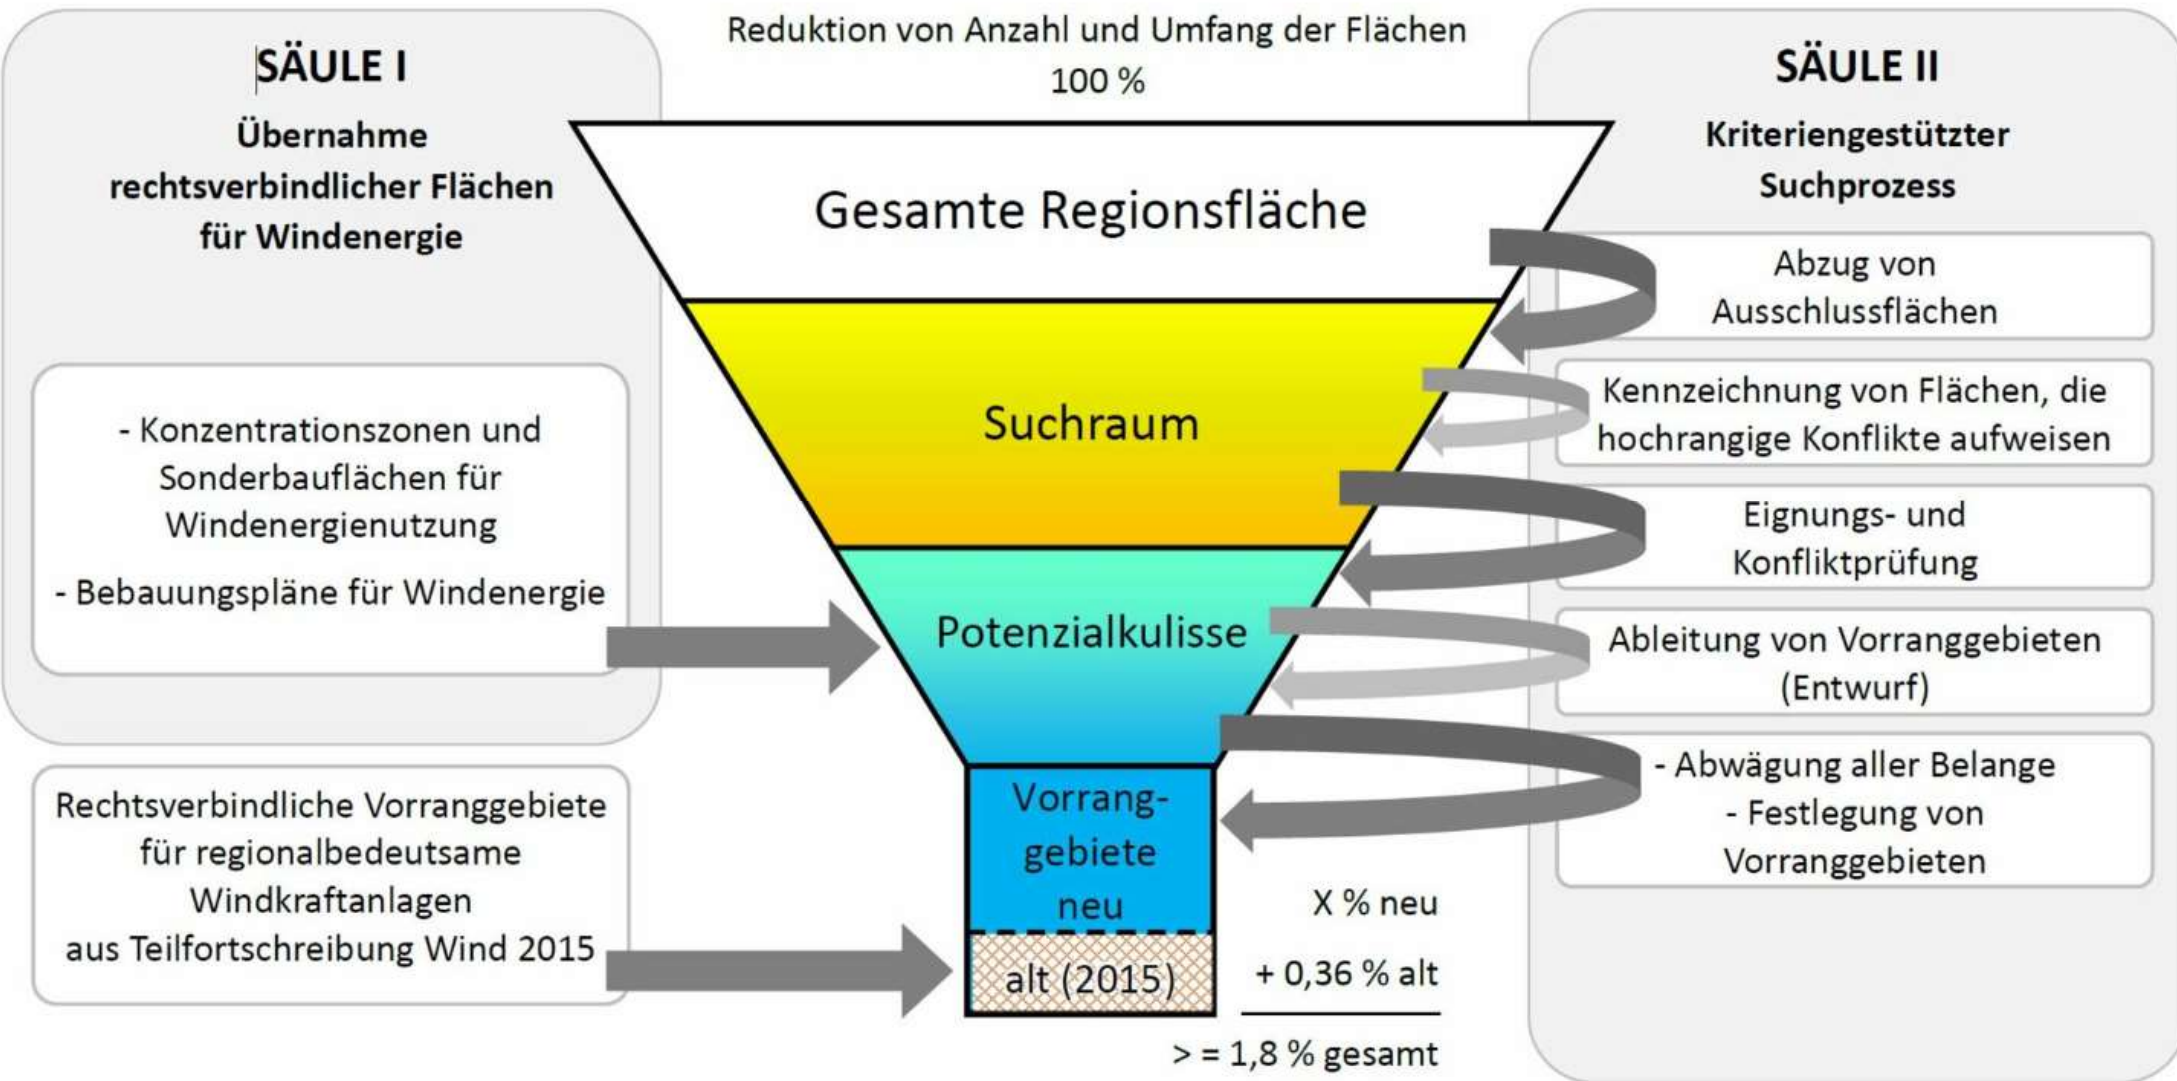 SÄULE I
Übernahme
rechtsverbindlicher Flächen
für Windenergie
- Konzentrationszonen und
Sonderbauflächen für
Windenergienutzung
- Bebauungspläne für Windenergie
Rechtsverbindliche Vorranggebiete
für regionalbedeutsame
Windkraftanlagen
aus Teilfortschreibung Wind 2015
Reduktion von Anzahl und Umfang der Flächen
100 %
Gesamte Regionsfläche
Suchraum
Potenzialkulisse
Vorrang-
gebiete
neu
alt (2015)
X % neu
+ 0,36 % alt
> = 1,8 % gesamt
SÄULE II
Kriteriengestützter
Suchprozess
Abzug von
Ausschlussflächen
Kennzeichnung von Flächen, die
hochrangige Konflikte aufweisen
Eignungs- und
Konfliktprüfung
Ableitung von Vorranggebieten
(Entwurf)
- Abwägung aller Belange
- Festlegung von
Vorranggebieten